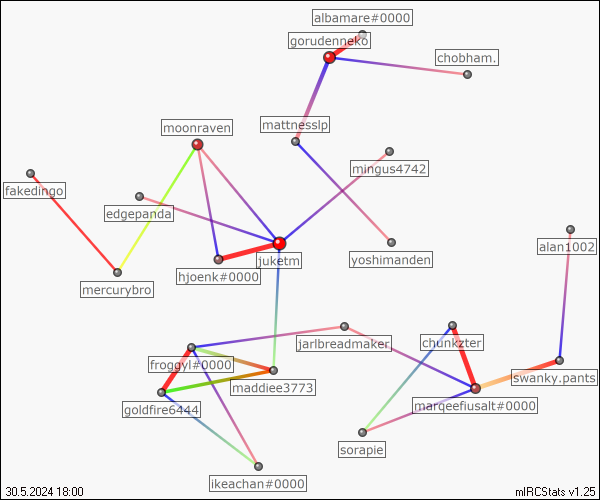 albamare#0000
gorudenneko
chobham.
moonraven
mattnesslp
mingus4742
fakedingo
edgepanda
alan1002
juketm
yoshimanden
hjoenk#0000
mercurybro
jarlbreadmaker
chunkzter
froggyl#0000
swanky.pants
maddiee3773
goldfire6444
marqeefiusalt#0000
sorapie
ikeachan#0000
30.5.2024 18:00
mIRCStats v1.25